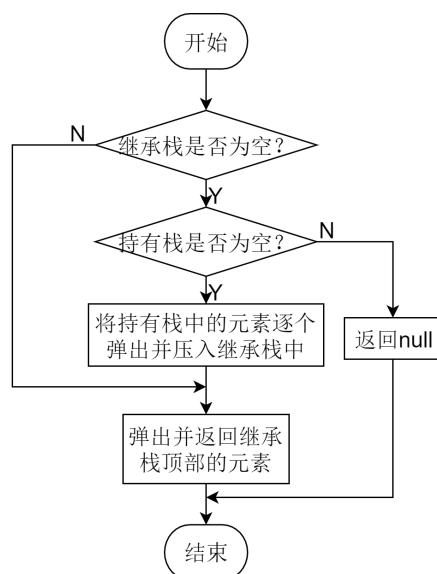 开始
N
继承栈是否为空？
Y
持有栈是否为空？
N
Y
将持有栈中的元素逐个
弹出并压入继承栈中
返回null
弹出并返回继承
栈顶部的元素
结束